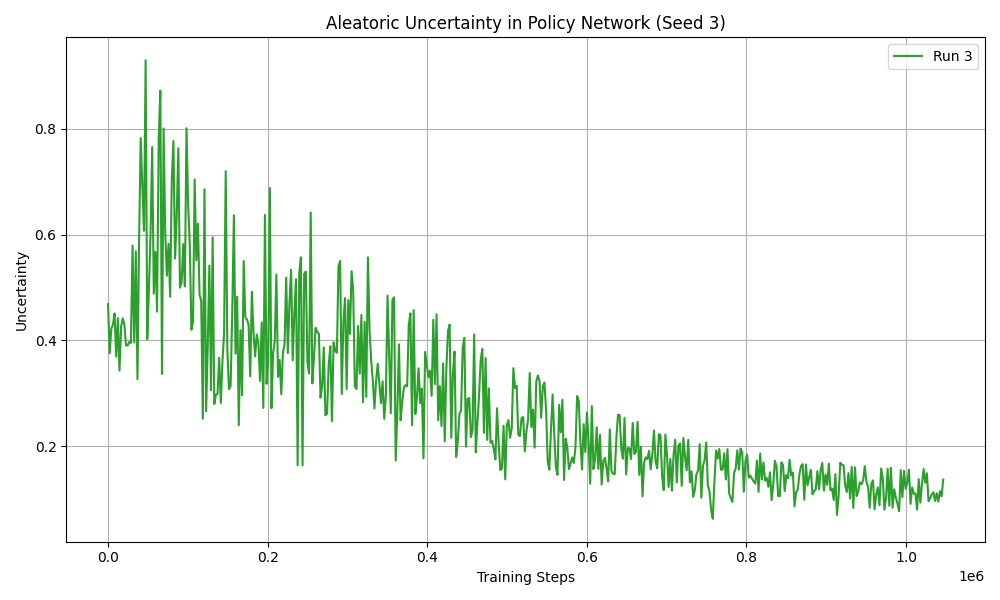 Aleatoric Uncertainty in Policy Network (Seed 3)
Run 3
Uncertainty
0.8
0.6
0.4
0.2
0.0 0.2 0.4 0.6 0.8 1.0
1e6
Training Steps